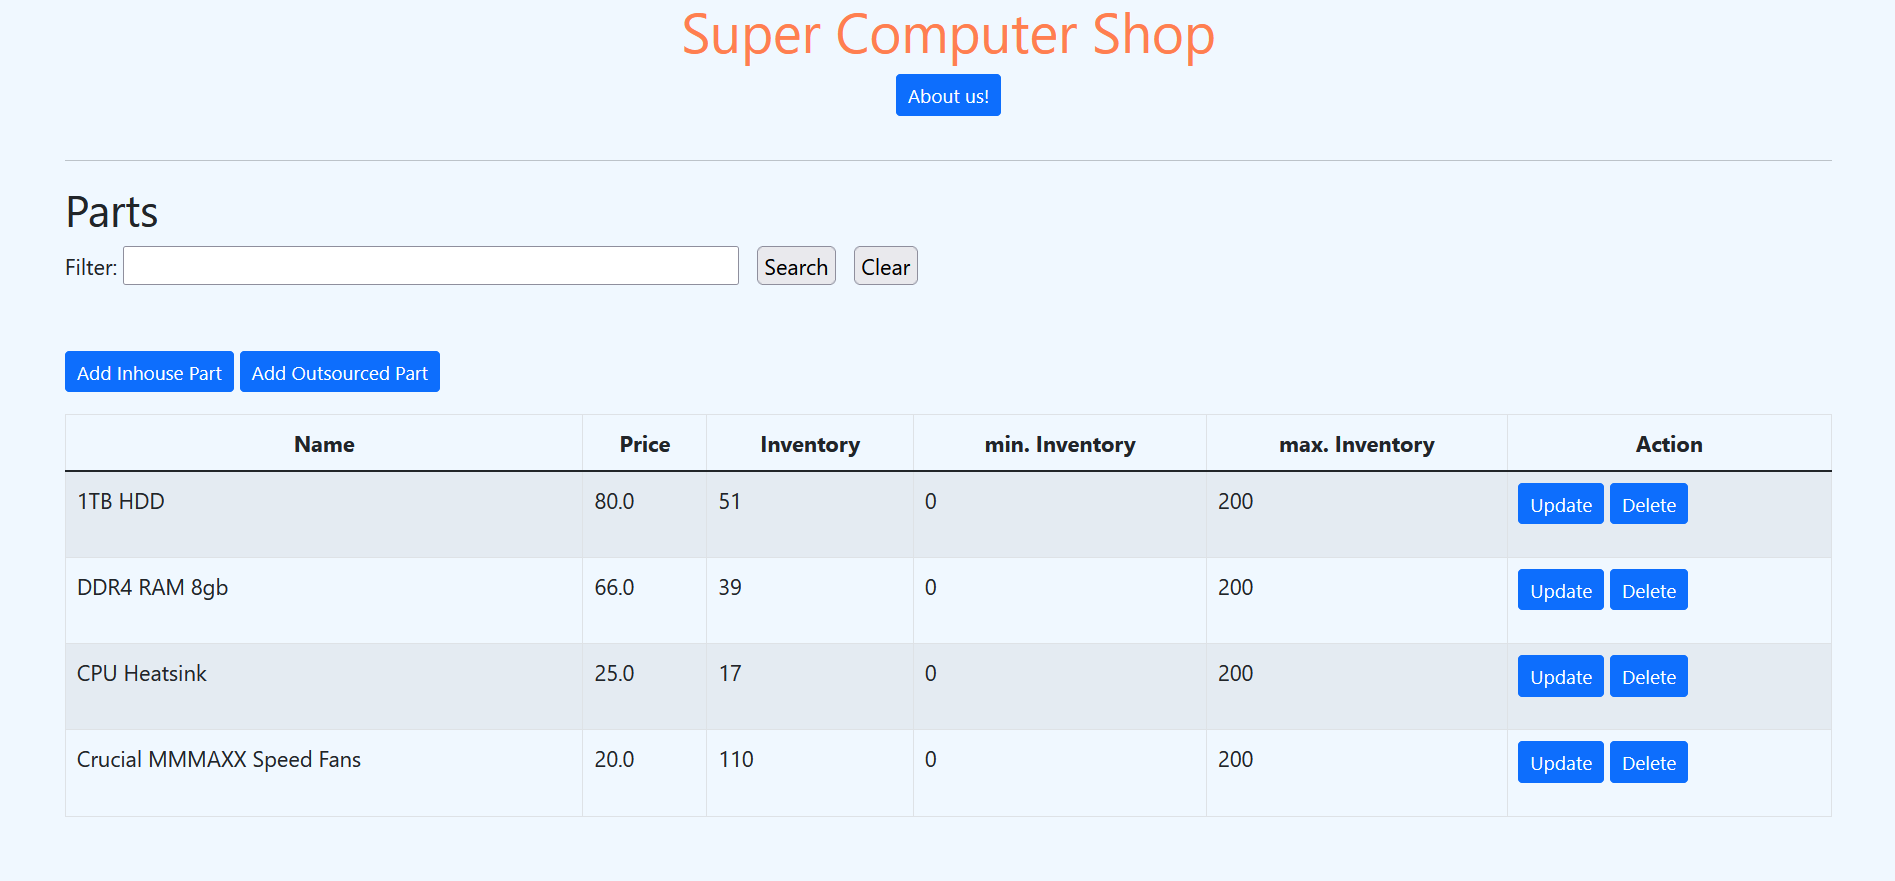 Super Computer Shop
About us!
Parts
Filter: Search Clear
Add Inhouse Part Add Outsourced Part
Name Price Inventory min. Inventory max. Inventory Action
1TB HDD 80.0 51 0 200 Update Delete
DDR4 RAM 8gb 66.0 39 0 200 Update Delete
CPU Heatsink 25.0 17 0 200 Update Delete
Crucial MMMAXX Speed Fans 20.0 110 0 200 Update Delete